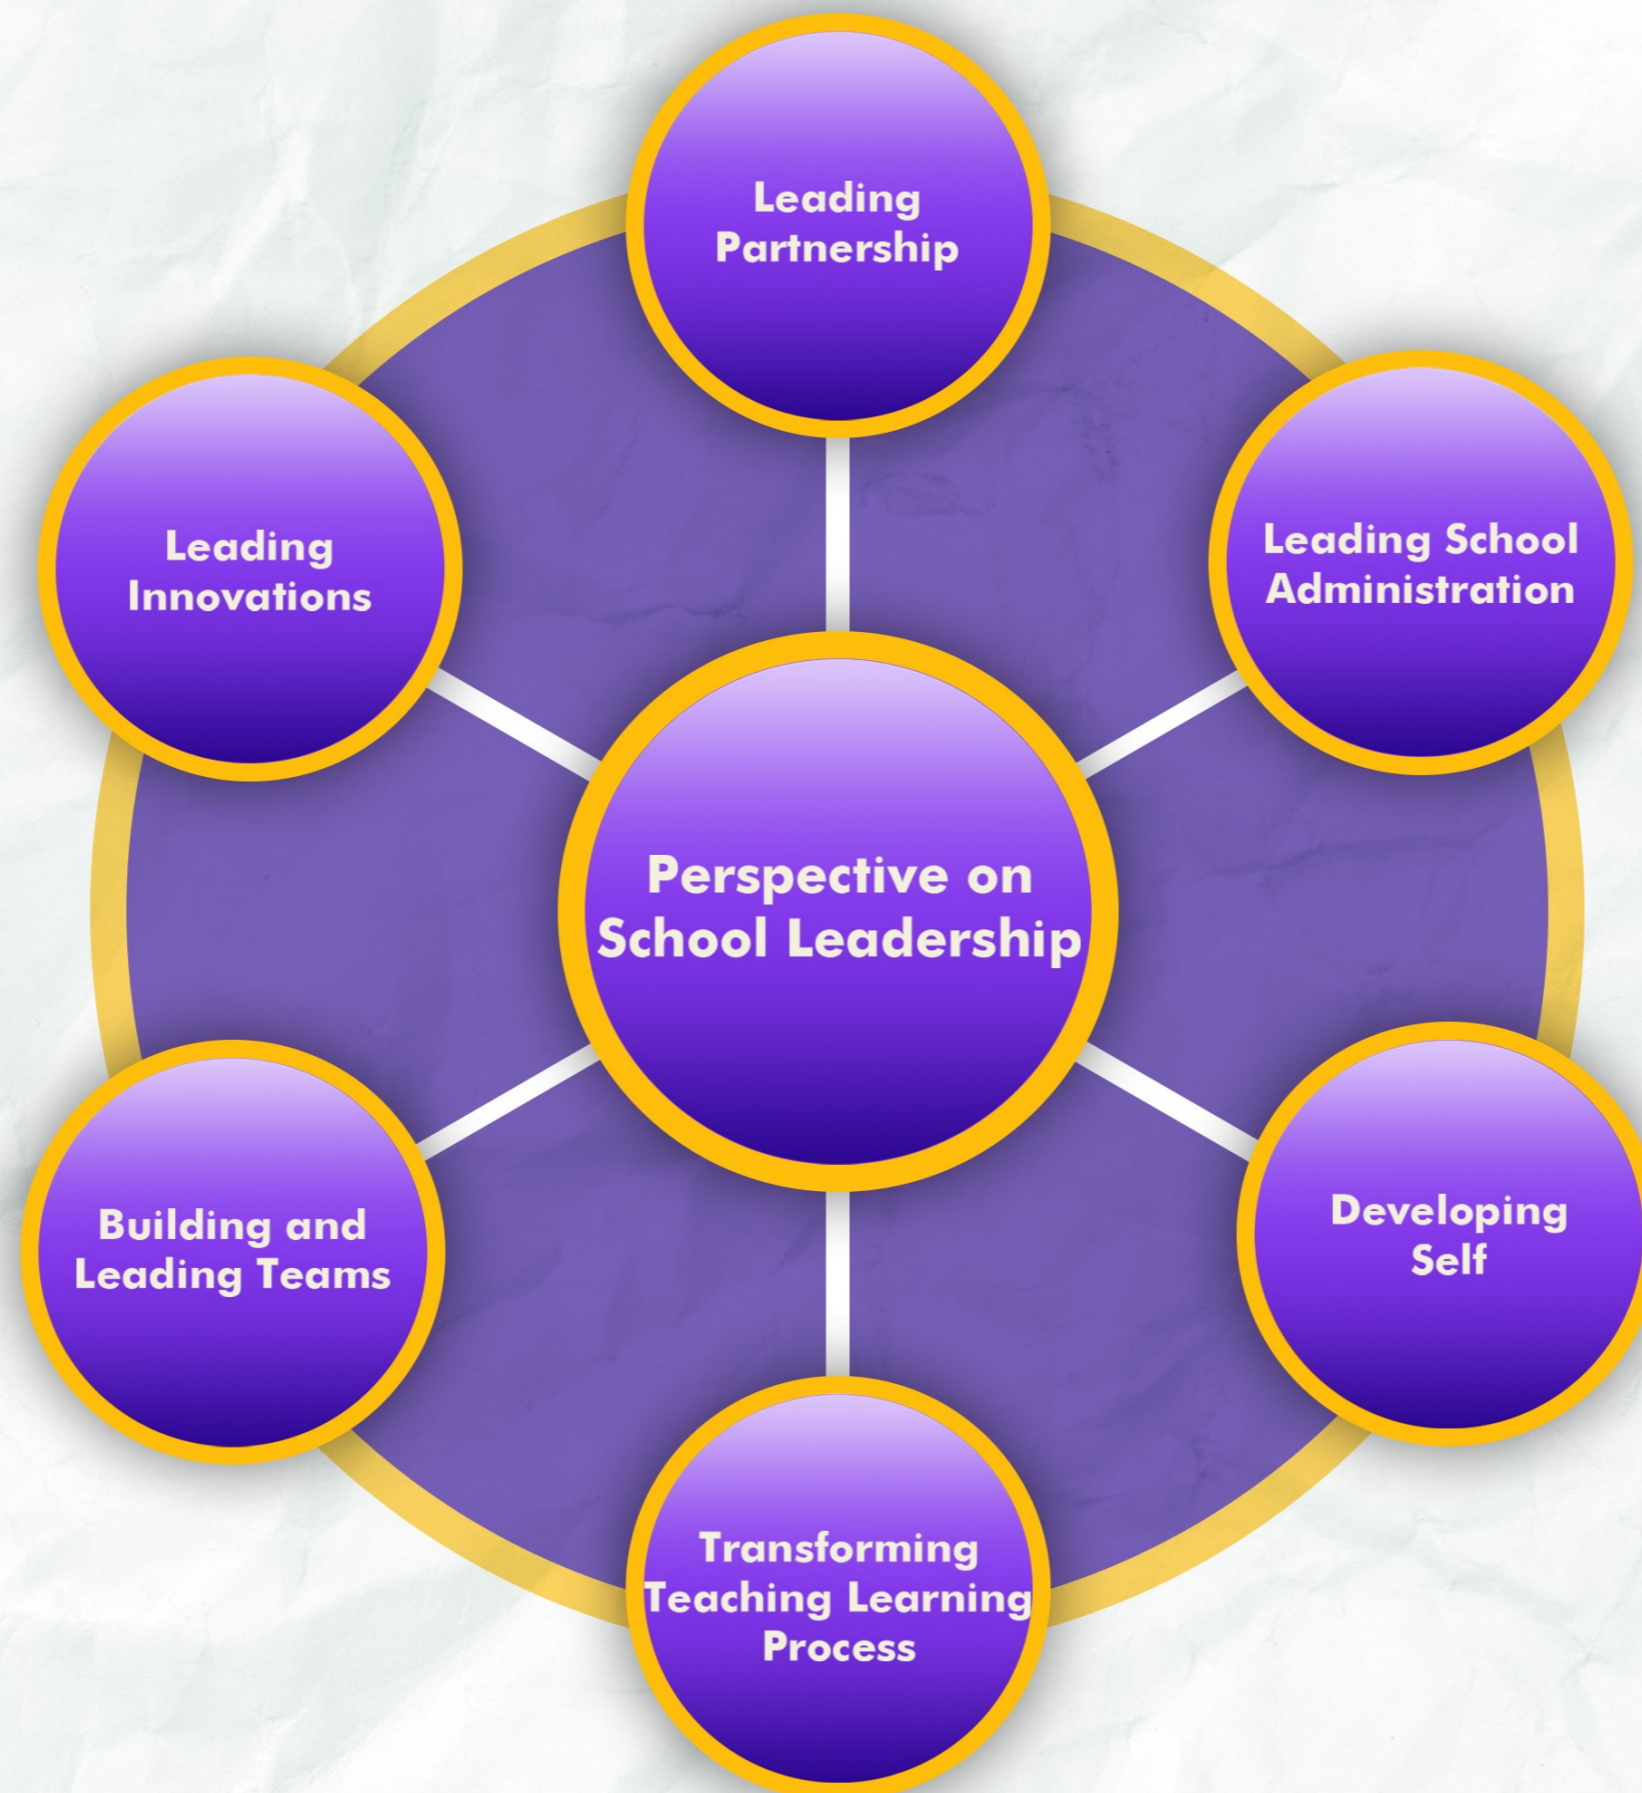 Leading
Partnership
Leading School
Administration
Leading
Innovations
Perspective on
School Leadership
Developing
Self
Building and
Leading Teams
Transforming
Teaching Learning
Process